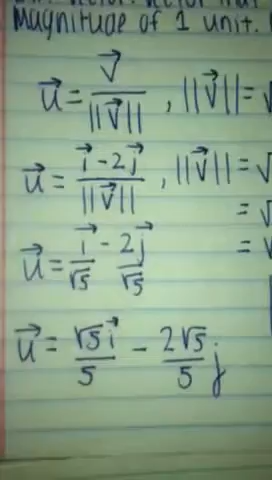 Magnitude of 1 unit.
u⃗ = v⃗ / ||v⃗|| , ||v⃗|| = √
u⃗ = i⃗ - 2j⃗ / ||v⃗|| , ||v⃗|| = √
= √
u⃗ = i⃗/√5 - 2j⃗/√5 = √
u⃗ = √5 i⃗/5 - 2√5/5 j